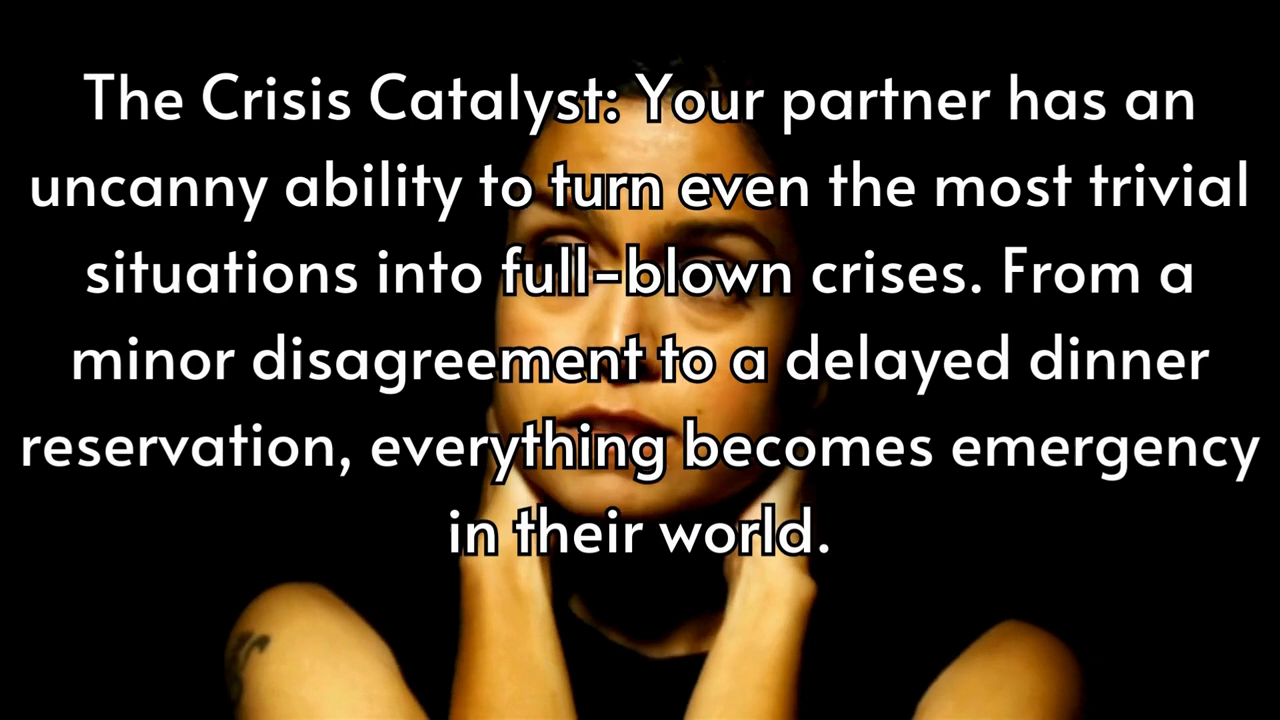 The Crisis Catalyst: Your partner has an
uncanny ability to turn even the most trivial
situations into full-blown crises. From a
minor disagreement to a delayed dinner
reservation, everything becomes emergency
in their world.